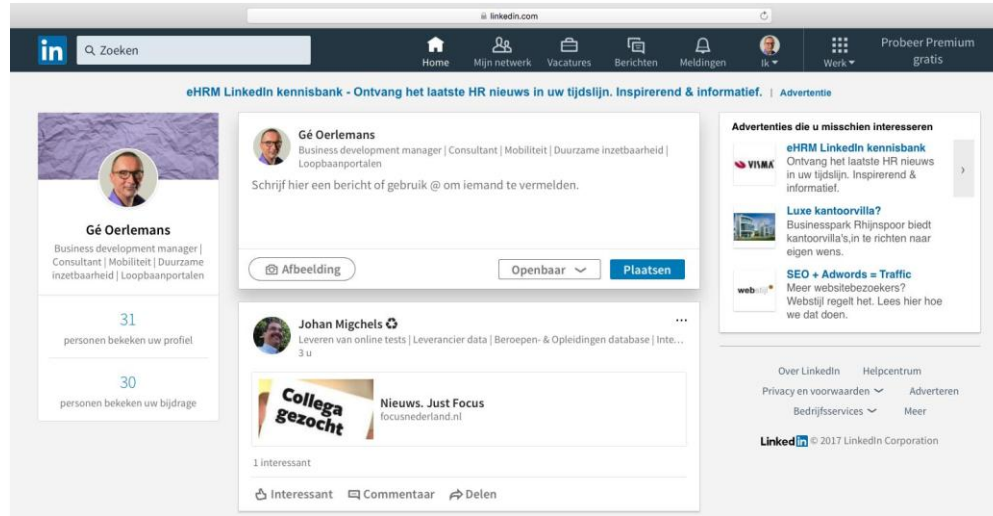 linkedin.com
in
Zoeken
Home
Mijn netwerk
Vacatures
Berichten
Meldingen
Ik
Werk
Probeer Premium
gratis
eHRM LinkedIn kennisbank - Ontvang het laatste HR nieuws in uw tijdslijn. Inspirerend & informatief. | Advertentie
Gé Oerlemans
Business development manager |
Consultant | Mobiliteit | Duurzame
inzetbaarheid | Loopbaanportalen
31
personen bekeken uw profiel
30
personen bekeken uw bijdrage
Gé Oerlemans
Business development manager | Consultant | Mobiliteit | Duurzame inzetbaarheid |
Loopbaanportalen
Schrijf hier een bericht of gebruik @ om iemand te vermelden.
Afbeelding
Openbaar
Plaatsen
Johan Migchels ♻
Leveren van online tests | Leverancier data | Beroepen- & Opleidingen database | Inte...
3 u
Collega
gezocht
Nieuws. Just Focus
focusnederland.nl
1 interessant
Interessant
Commentaar
Delen
Advertenties die u misschien interesseren
VISMA
eHRM LinkedIn kennisbank
Ontvang het laatste HR nieuws
in uw tijdslijn. Inspirerend &
informatief.
Luxe kantoorvilla?
Businesspark Rhijnspoor biedt
kantoorvilla's,in te richten naar
eigen wens.
webstijl
SEO + Adwords = Traffic
Meer websitebezoekers?
Webstijl regelt het. Lees hier hoe
we dat doen.
Over LinkedIn
Helpcentrum
Privacy en voorwaarden
Adverteren
Bedrijfsservices
Meer
Linked in © 2017 LinkedIn Corporation